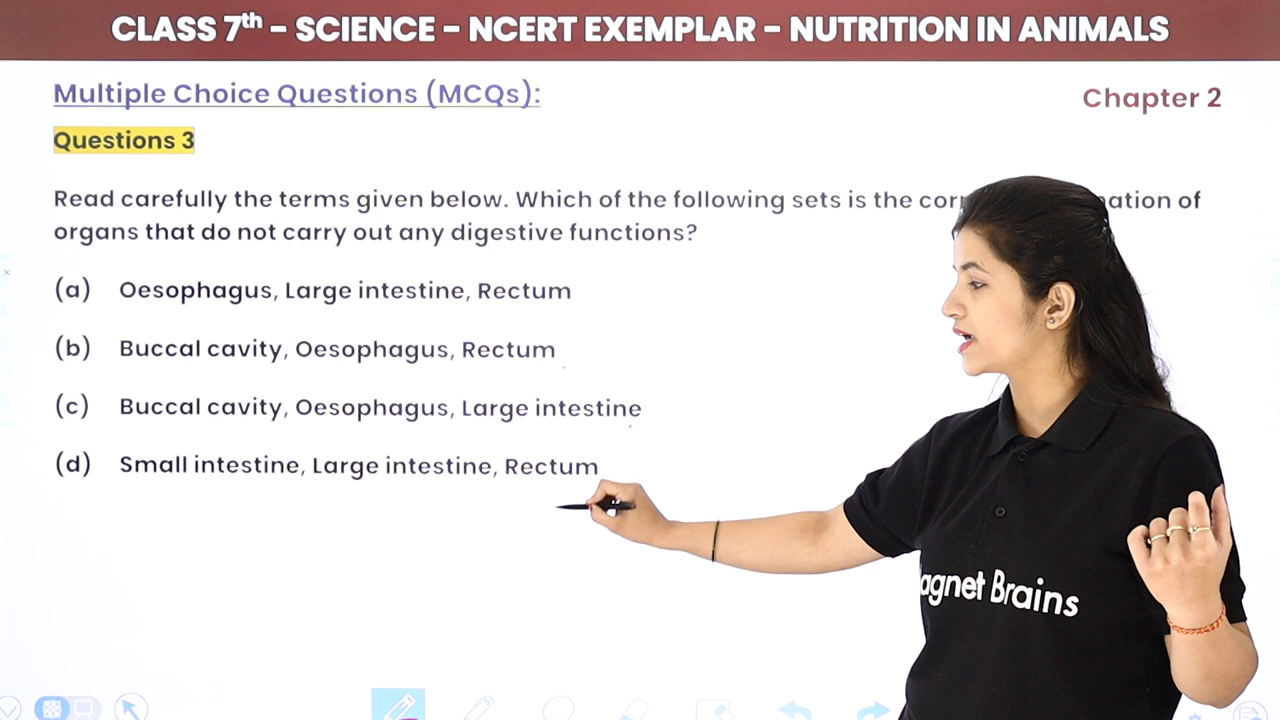 CLASS 7th – SCIENCE – NCERT EXEMPLAR – NUTRITION IN ANIMALS
Multiple Choice Questions (MCQs):
Chapter 2
Questions 3
Read carefully the terms given below. Which of the following sets is the of
organs that do not carry out any digestive functions?
(a) Oesophagus, Large intestine, Rectum
(b) Buccal cavity, Oesophagus, Rectum
(c) Buccal cavity, Oesophagus, Large intestine
(d) Small intestine, Large intestine, Rectum
Brains